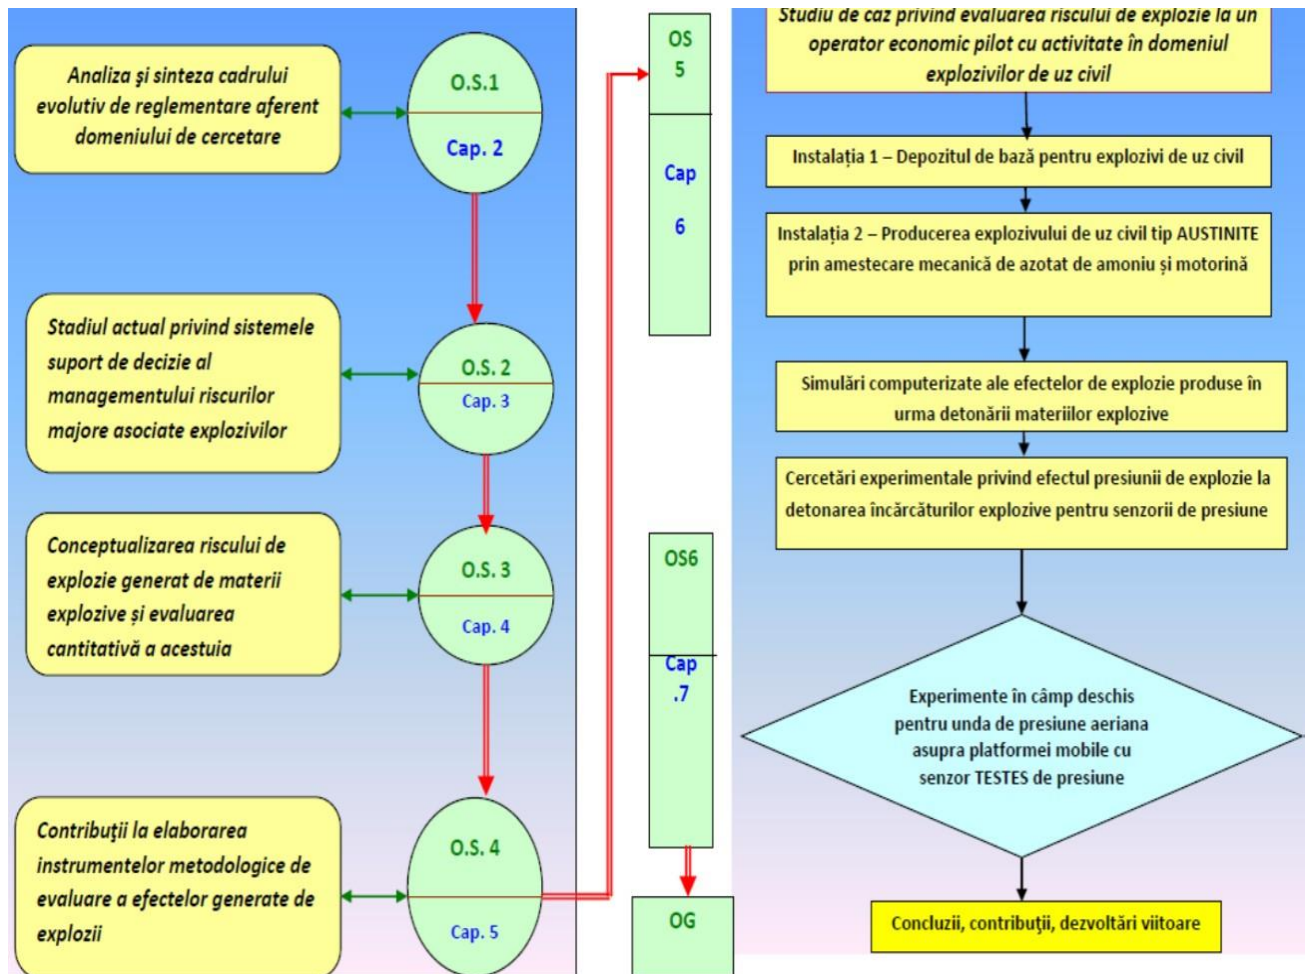 Analiza şi sinteza cadrului
evolutiv de reglementare aferent
domeniului de cercetare
O.S.1
Cap. 2
Stadiul actual privind sistemele
suport de decizie al
managementului riscurilor
majore asociate explozivilor
O.S. 2
Cap. 3
Conceptualizarea riscului de
explozie generat de materii
explozive și evaluarea
cantitativă a acestuia
O.S. 3
Cap. 4
Contribuţii la elaborarea
instrumentelor metodologice de
evaluare a efectelor generate de
explozii
O.S. 4
Cap. 5
OS
5
Cap
6
OS6
Cap
.7
OG
Studiu de caz privind evaluarea riscului de explozie la un
operator economic pilot cu activitate în domeniul
explozivilor de uz civil
Instalația 1 – Depozitul de bază pentru explozivi de uz civil
Instalația 2 – Producerea explozivului de uz civil tip AUSTINITE
prin amestecare mecanică de azotat de amoniu și motorină
Simulări computerizate ale efectelor de explozie produse în
urma detonării materiilor explozive
Cercetări experimentale privind efectul presiunii de explozie la
detonarea încărcăturilor explozive pentru senzorii de presiune
Experimente în câmp deschis
pentru unda de presiune aeriana
asupra platformei mobile cu
senzor TESTES de presiune
Concluzii, contribuţii, dezvoltări viitoare